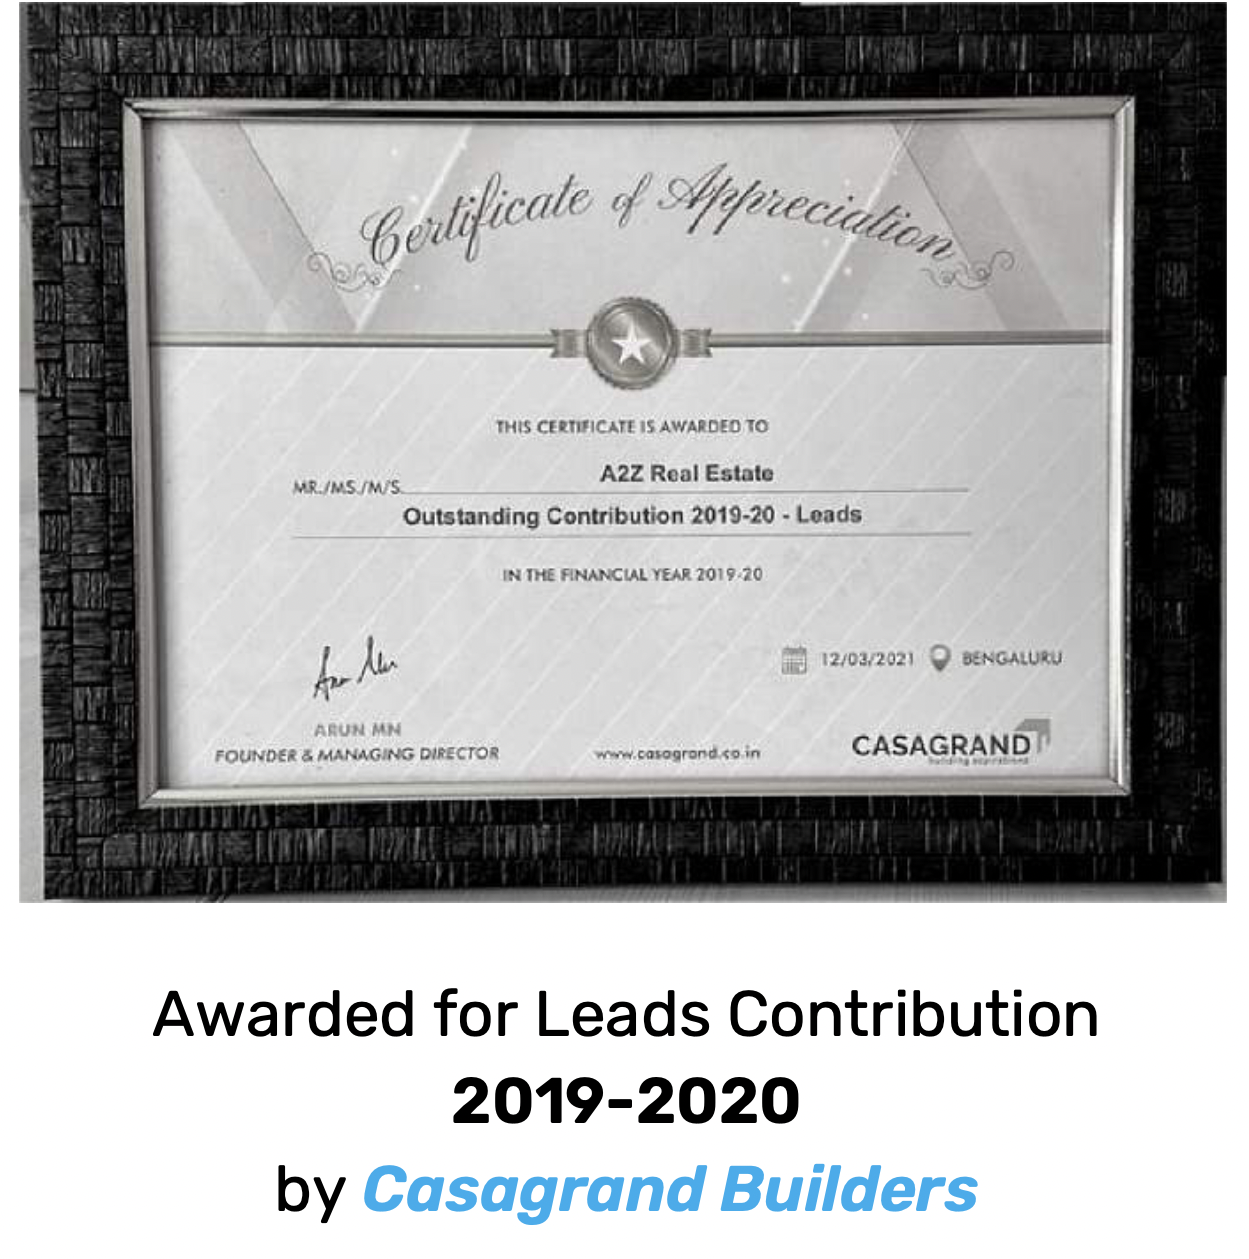 Certificate of Appreciation
THIS CERTIFICATE IS AWARDED TO
MR./MS./M/S. A2Z Real Estate
Outstanding Contribution 2019-20 - Leads
IN THE FINANCIAL YEAR 2019-20
12/03/2021 BENGALURU
ARUN MN
FOUNDER & MANAGING DIRECTOR
www.casagrand.co.in
CASAGRAND
building aspirations
Awarded for Leads Contribution
2019-2020
by Casagrand Builders